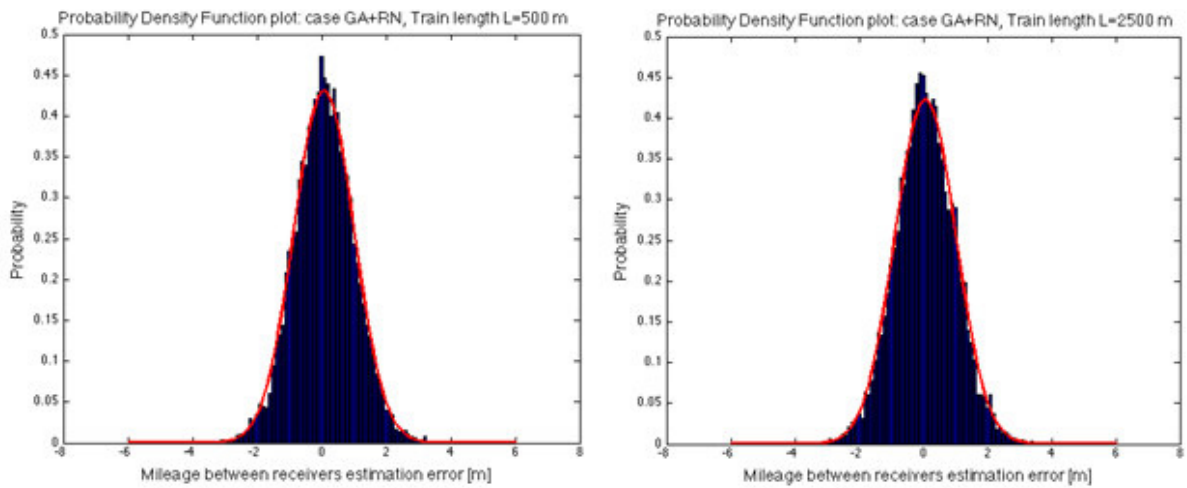 Probability Density Function plot: case GA+RN, Train length L=500 m
0.5
0.45
0.4
0.35
0.3
0.25
0.2
0.15
0.1
0.05
0
Probability
-8 -6 -4 -2 0 2 4 6 8
Mileage between receivers estimation error [m]
Probability Density Function plot: case GA+RN, Train length L=2500 m
0.5
0.45
0.4
0.35
0.3
0.25
0.2
0.15
0.1
0.05
0
Probability
-8 -6 -4 -2 0 2 4 6 8
Mileage between receivers estimation error [m]